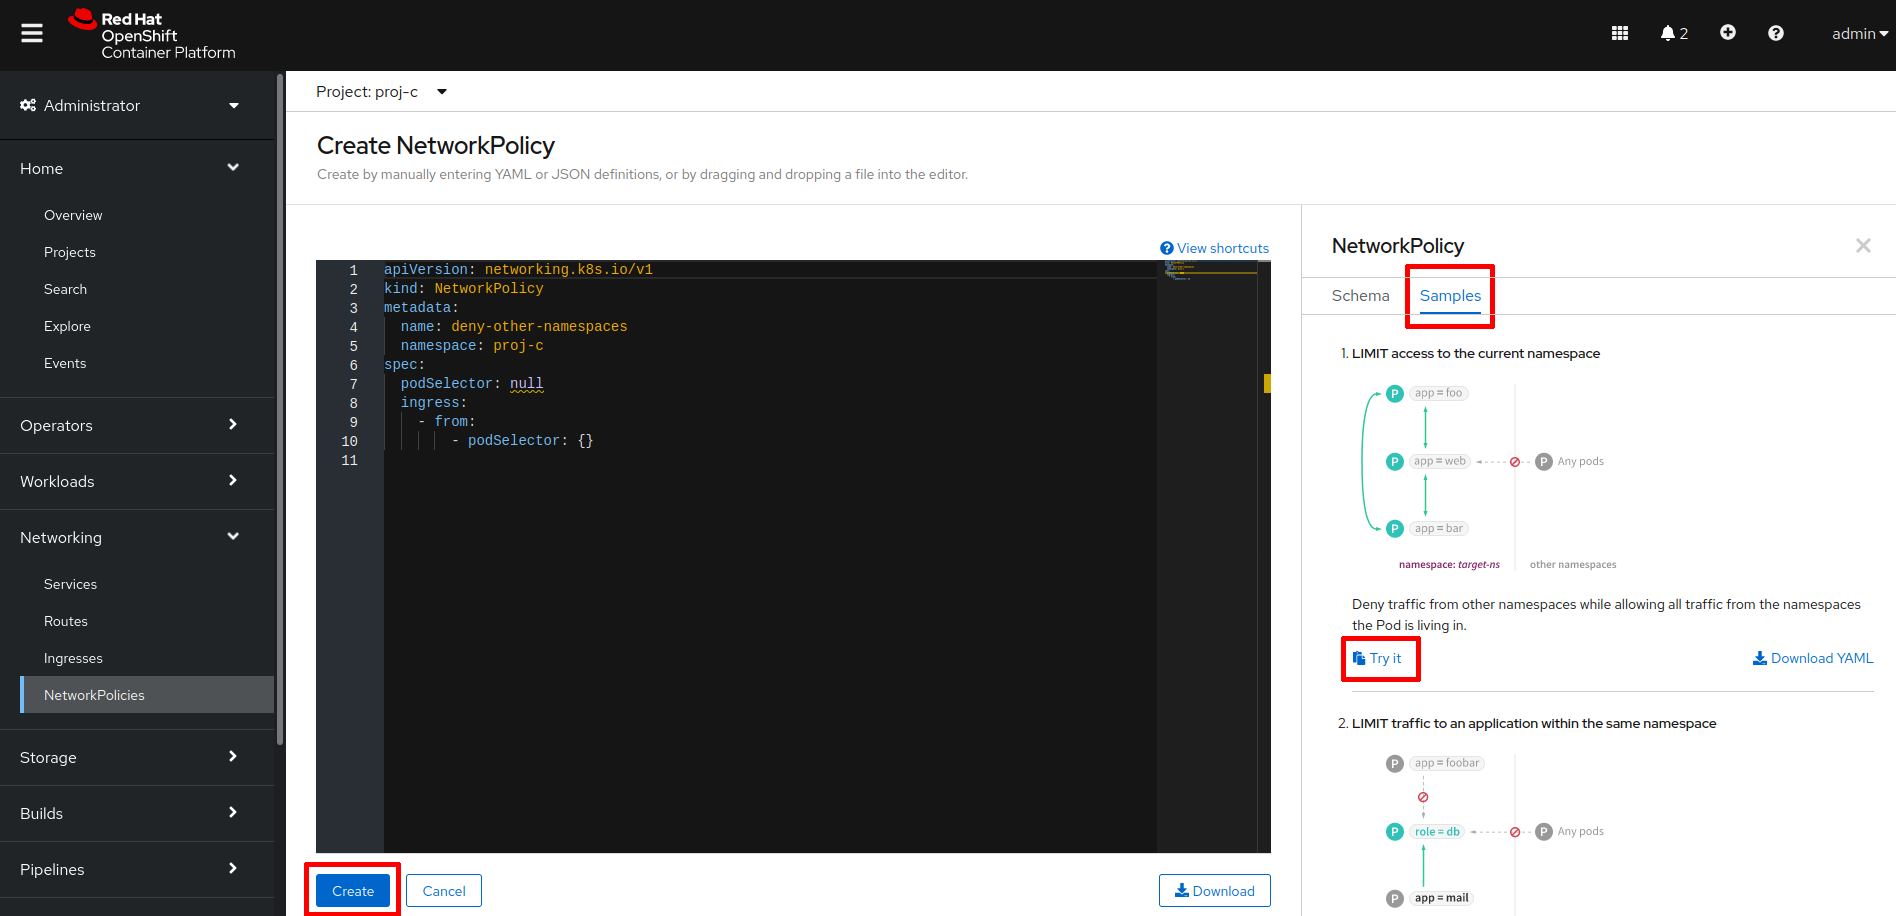 Red Hat
OpenShift
Container Platform
2
admin
Administrator
Home
Overview
Projects
Search
Explore
Events
Operators
Workloads
Networking
Services
Routes
Ingresses
NetworkPolicies
Storage
Builds
Pipelines
Project: proj-c
Create NetworkPolicy
Create by manually entering YAML or JSON definitions, or by dragging and dropping a file into the editor.
View shortcuts
1 apiVersion: networking.k8s.io/v1
2 kind: NetworkPolicy
3 metadata:
4 name: deny-other-namespaces
5 namespace: proj-c
6 spec:
7 podSelector: null
8 ingress:
9 - from:
10 - podSelector: {}
11
Create
Cancel
Download
NetworkPolicy
Schema
Samples
1. LIMIT access to the current namespace
P app = foo
P app = web
P Any pods
P app = bar
namespace: target-ns
other namespaces
Deny traffic from other namespaces while allowing all traffic from the namespaces
the Pod is living in.
Try it
Download YAML
2. LIMIT traffic to an application within the same namespace
P app = foobar
P role = db
P Any pods
P app = mail